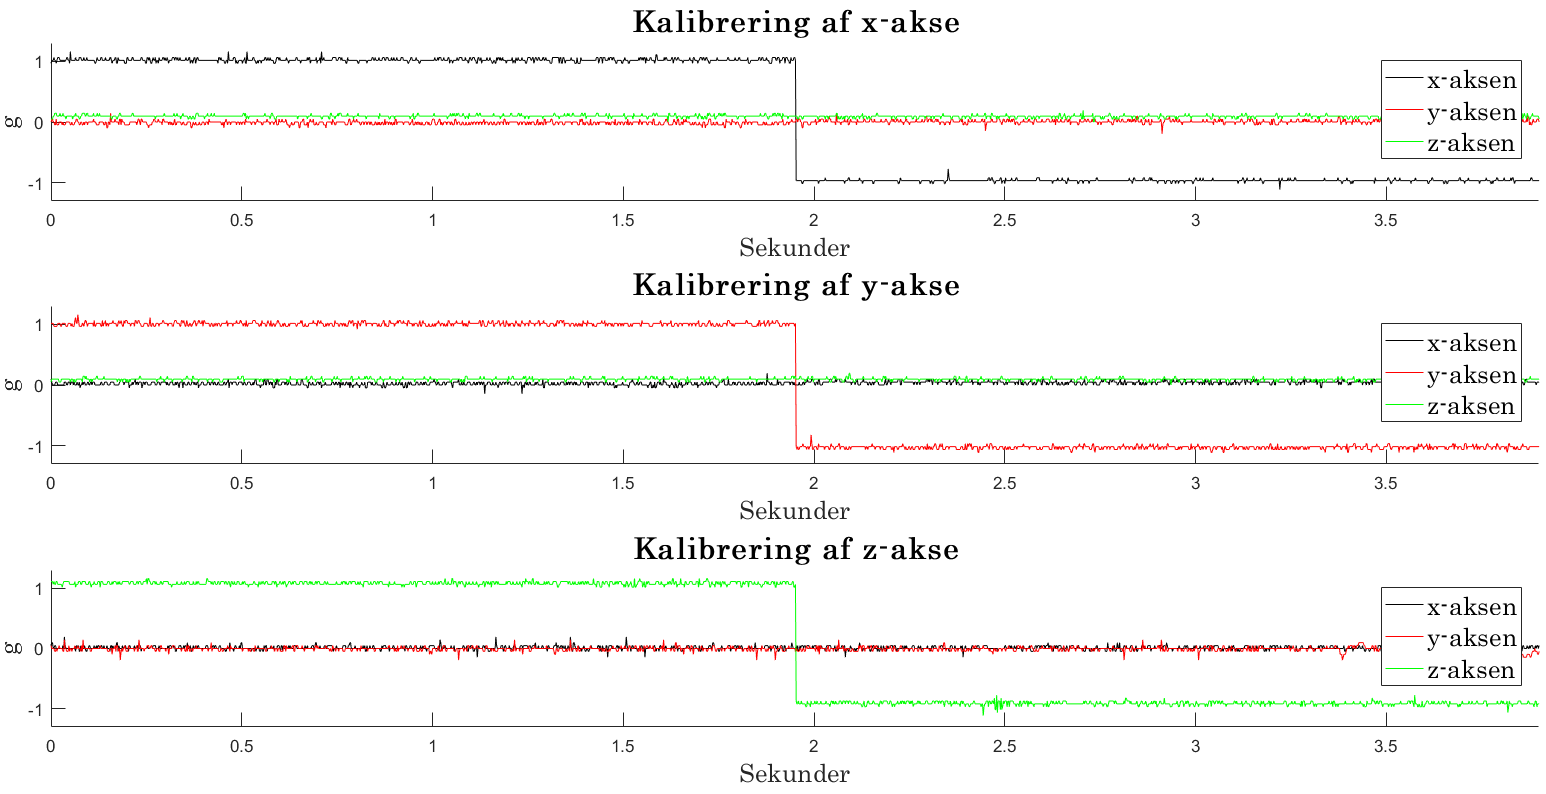 Kalibrering af x-akse
g
1
0
-1
x-aksen
y-aksen
z-aksen
0 0.5 1 1.5 2 2.5 3 3.5
Sekunder
Kalibrering af y-akse
g
1
0
-1
x-aksen
y-aksen
z-aksen
0 0.5 1 1.5 2 2.5 3 3.5
Sekunder
Kalibrering af z-akse
g
1
0
-1
x-aksen
y-aksen
z-aksen
0 0.5 1 1.5 2 2.5 3 3.5
Sekunder